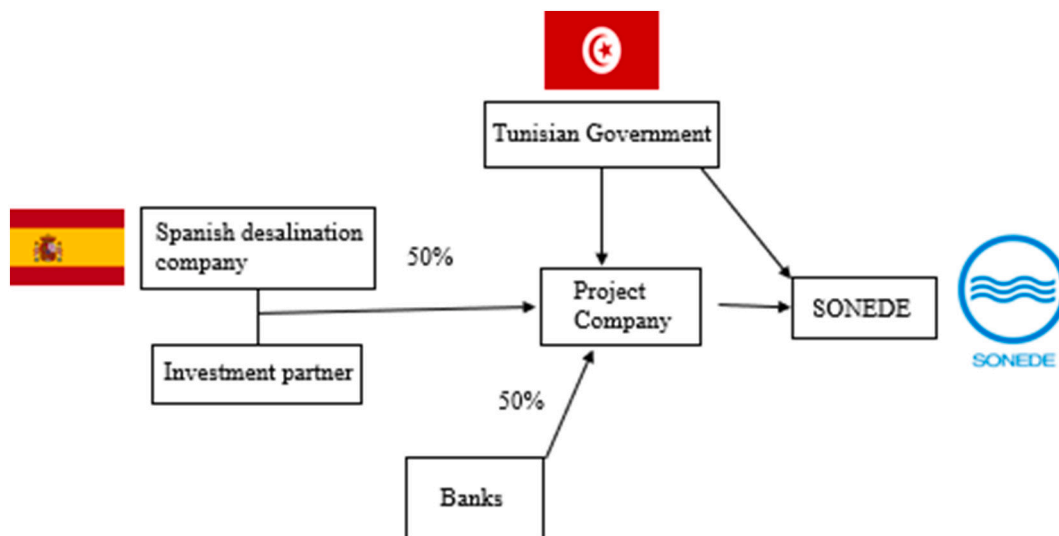 Tunisian Government
Spanish desalination
company
50%
Project
Company
SONEDE
SONEDE
Investment partner
50%
Banks